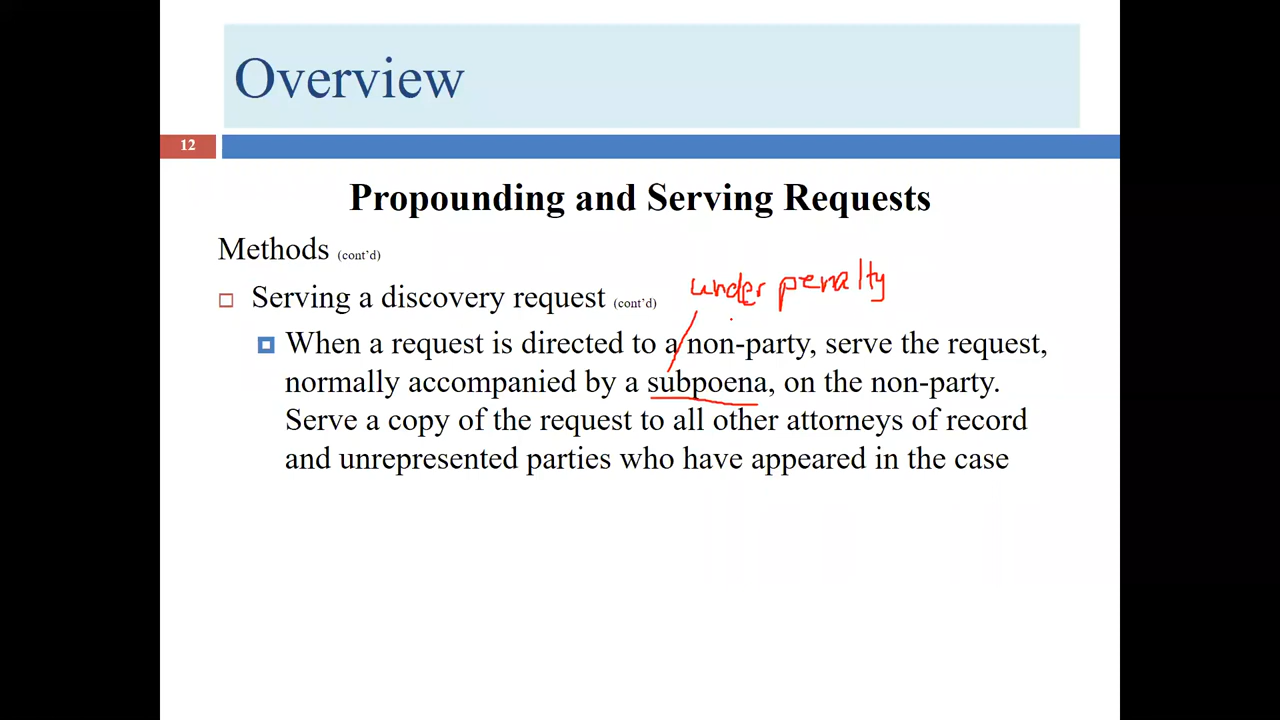 Overview
12
Propounding and Serving Requests
Methods (cont'd)
under penalty
Serving a discovery request (cont'd)
When a request is directed to a non-party, serve the request,
normally accompanied by a subpoena, on the non-party.
Serve a copy of the request to all other attorneys of record
and unrepresented parties who have appeared in the case